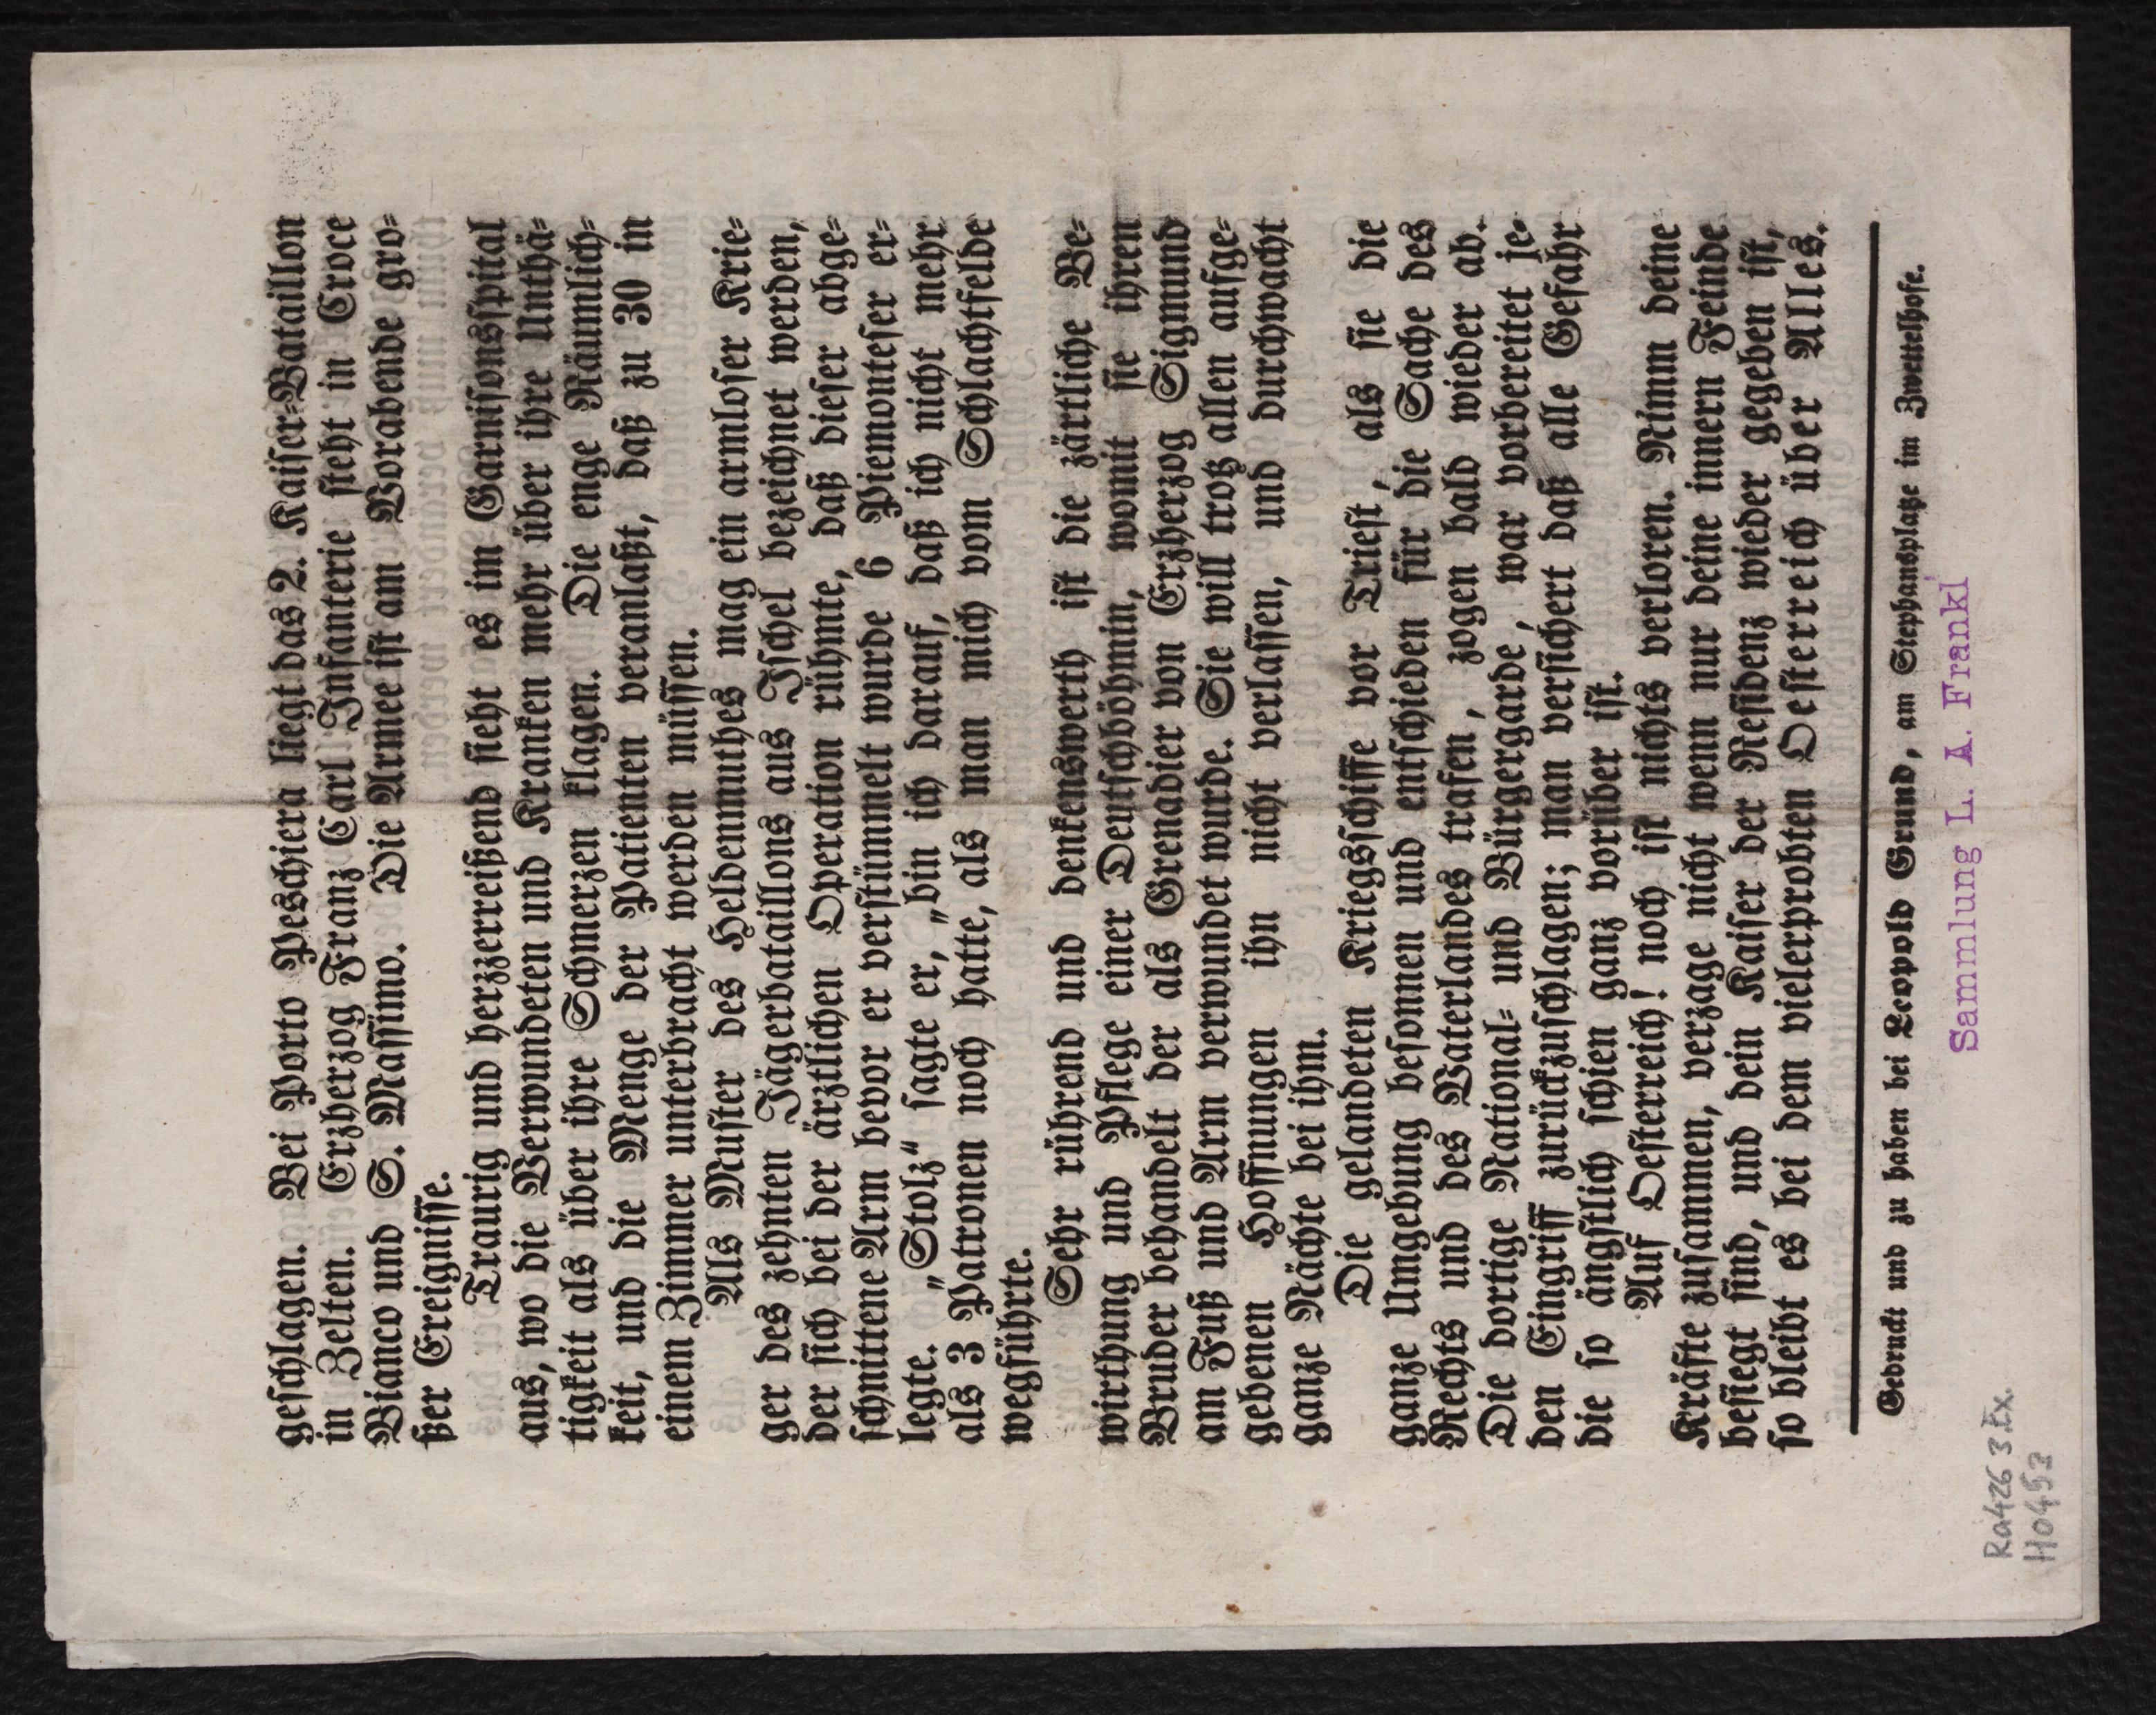 geschlagen. Bei Porto Peschiera liegt das 2. Kaiser=Bataillon
in Zelten. Erzherzog Franz Carl Infanterie steht in Croce
Bianco und S. Massimo. Die Armee ist am Vorabende gro=
ßer Ereignisse.
Traurig und herzzerreißend sieht es im Garnisonsspital
aus, wo die Verwundeten und Kranken mehr über ihre Unthä=
tigkeit als über ihre Schmerzen klagen. Die enge Räumlich=
keit, und die Menge der Patienten veranlaßt, daß zu 30 in
einem Zimmer unterbracht werden müssen.
Als Muster des Heldenmuthes mag ein armloser Krie=
ger des zehnten Jägerbataillons aus Ischel bezeichnet werden,
der sich bei der ärztlichen Operation rühmte, daß dieser abge=
schnittene Arm bevor er verstümmelt wurde 6 Piemonteser er=
legte. „Stolz" sagte er, „bin ich darauf, daß ich nicht mehr
als 3 Patronen noch hatte, als man mich vom Schlachtfelde
wegführte.
Sehr rührend und denkenswerth ist die zärtliche Be=
wirthung und Pflege einer Deutschböhmin, womit sie ihren
Bruder behandelt der als Grenadier von Erzherzog Sigmund
am Fuß und Arm verwundet wurde. Sie will trotz allen aufge=
gebenen Hoffnungen ihn nicht verlassen, und durchwacht
ganze Nächte bei ihm.
Die gelandeten Kriegsschiffe vor Triest, als sie die
ganze Umgebung besonnen und entschieden für die Sache des
Rechts und des Vaterlandes trafen, zogen bald wieder ab.
Die dortige National= und Bürgergarde, war vorbereitet je=
den Eingriff zurückzuschlagen; man versichert daß alle Gefahr
die so ängstlich schien ganz vorüber ist.
Auf Oesterreich! noch ist nichts verloren. Nimm deine
Kräfte zusammen, verzage nicht wenn nur deine innern Feinde
besiegt sind, und dein Kaiser der Residenz wieder gegeben ist,
so bleibt es bei dem vielerprobten Oesterreich über Alles.
Gedruckt und zu haben bei Leopold Grund, am Stephansplatze im Zwettelhofe.
Sammlung L. A. Frankl
Ra426 3.Ex.
H0453